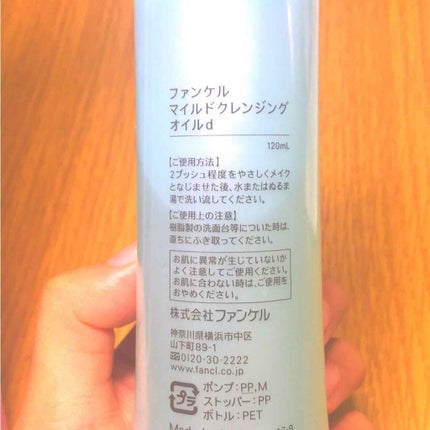 ファンケル
マイルドクレンジング
オイルd
120mL
【ご使用方法】
2プッシュ程度をやさしくメイク
となじませた後、水またはぬるま
湯で洗い流してください。
【ご使用上の注意】
樹脂製の洗面台等についた時は、
直ちにふき取ってください。
お肌に異常が生じていないか
よく注意してご使用ください。
お肌に合わない時は、ご使用を
おやめください。
株式会社ファンケル
神奈川県横浜市中区
山下町89-1
0120-30-2222
www.fancl.co.jp
プラ
ポンプ:PP,M
ストッパー:PP
ボトル:PET